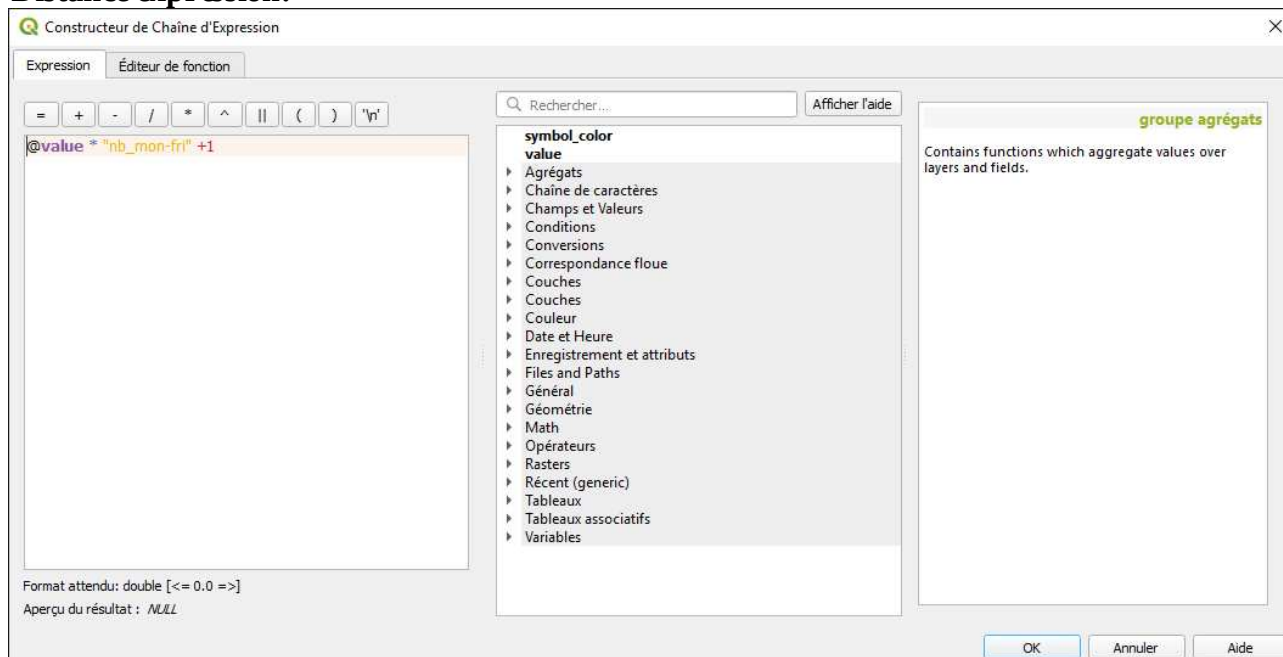 Distance expression:
Constructeur de Chaîne d'Expression
Expression Éditeur de fonction
= + - / * ^ || ( ) '\n'
@value * "nb_mon-fri" +1
Format attendu: double [<= 0.0 =>]
Aperçu du résultat : NULL
Rechercher... Afficher l'aide
symbol_color
value
Agrégats
Chaîne de caractères
Champs et Valeurs
Conditions
Conversions
Correspondance floue
Couches
Couches
Couleur
Date et Heure
Enregistrement et attributs
Files and Paths
Général
Géométrie
Math
Opérateurs
Rasters
Récent (generic)
Tableaux
Tableaux associatifs
Variables
groupe agrégats
Contains functions which aggregate values over
layers and fields.
OK Annuler Aide